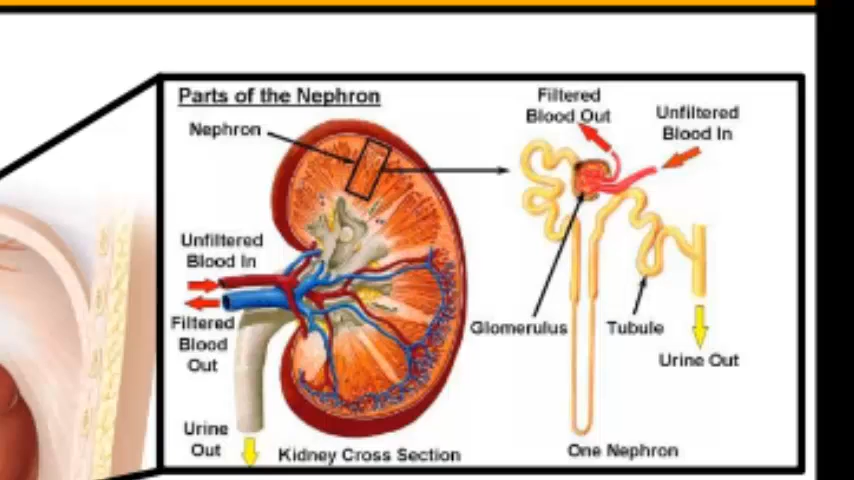 Parts of the Nephron
Nephron
Unfiltered
Blood In
Filtered
Blood
Out
Urine
Out
Kidney Cross Section
Filtered
Blood Out
Unfiltered
Blood In
Glomerulus
Tubule
Urine Out
One Nephron